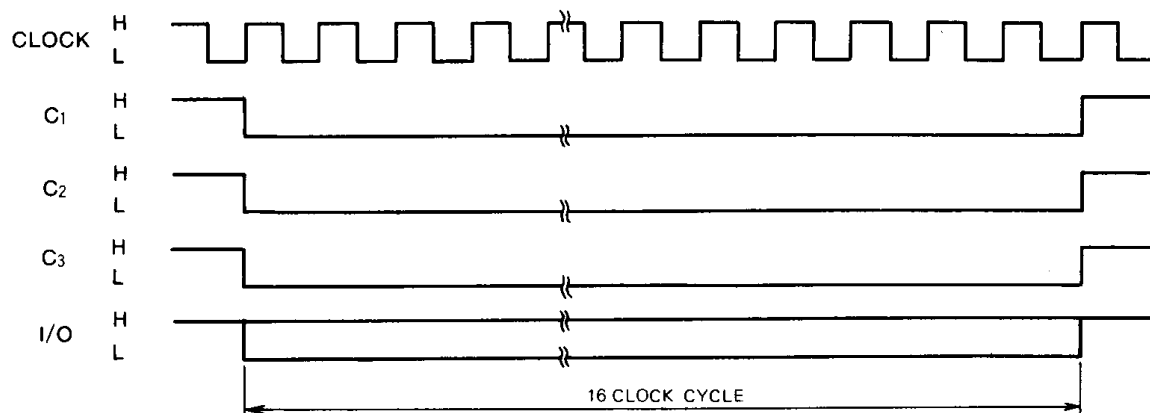 CLOCK H
L
C1 H
L
C2 H
L
C3 H
L
I/O H
L
16 CLOCK CYCLE